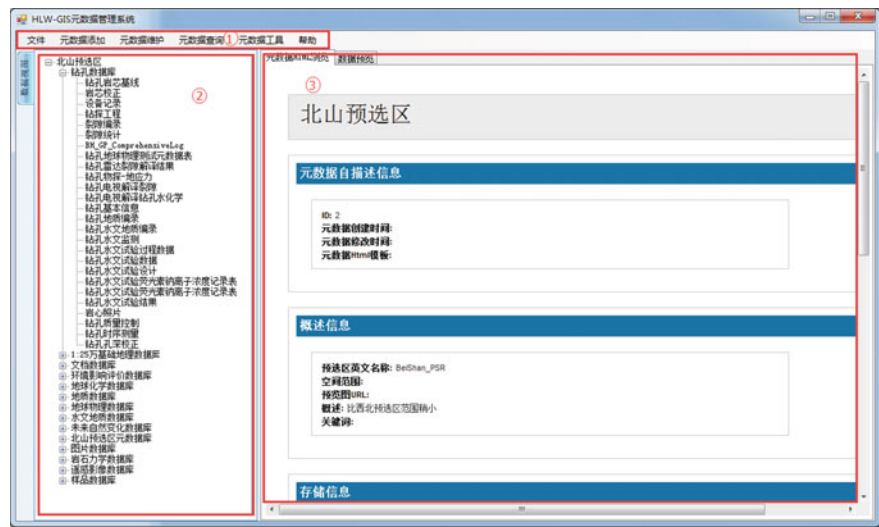 HLW-GIS元数据管理系统
文件 元数据添加 元数据维护 元数据查询 ① 元数据工具 帮助
数据视图
北山预选区
钻孔数据库
钻孔岩芯基线
岩芯校正
设备记录
钻探工程
裂隙编录
裂隙统计
BH_GP_ComprehensiveLog
钻孔地球物理测试元数据表
钻孔雷达裂隙解译结果
钻孔物探-地应力
钻孔电视解译裂隙
钻孔电视解译钻孔水化学
钻孔基本信息
钻孔地质编录
钻孔水文地质编录
钻孔水文监测
钻孔水文试验过程数据
钻孔水文试验数据
钻孔水文试验设计
钻孔水文试验荧光素钠离子浓度记录表
钻孔水文试验荧光素钠离子浓度记录表
钻孔水文试验结果
岩心照片
钻孔质量控制
钻孔时序测量
钻孔孔深校正
1:25万基础地理数据库
文档数据库
环境影响评价数据库
地球化学数据库
地质数据库
地球物理数据库
水文地质数据库
未来自然变化数据库
北山预选区元数据库
图片数据库
岩石力学数据库
遥感影像数据库
样品数据库
②
元数据XML浏览 数据预览
③
北山预选区
元数据自描述信息
ID: 2
元数据创建时间:
元数据修改时间:
元数据Html模板:
概述信息
预选区英文名称: BeiShan_PSR
空间范围:
预览图URL:
概述: 比西北预选区范围稍小
关键词:
存储信息